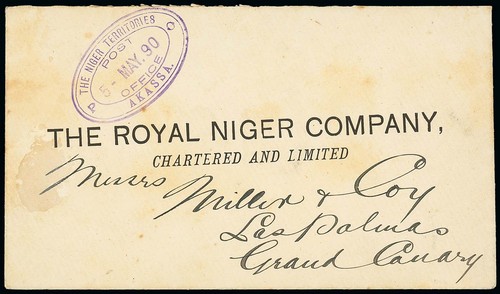 THE NIGER TERRITORIES
POST
5- MAY. 90
OFFICE
AKASSA.
P O
THE ROYAL NIGER COMPANY,
CHARTERED AND LIMITED
Messrs Miller & Coy
Las Palmas
Grand Canary